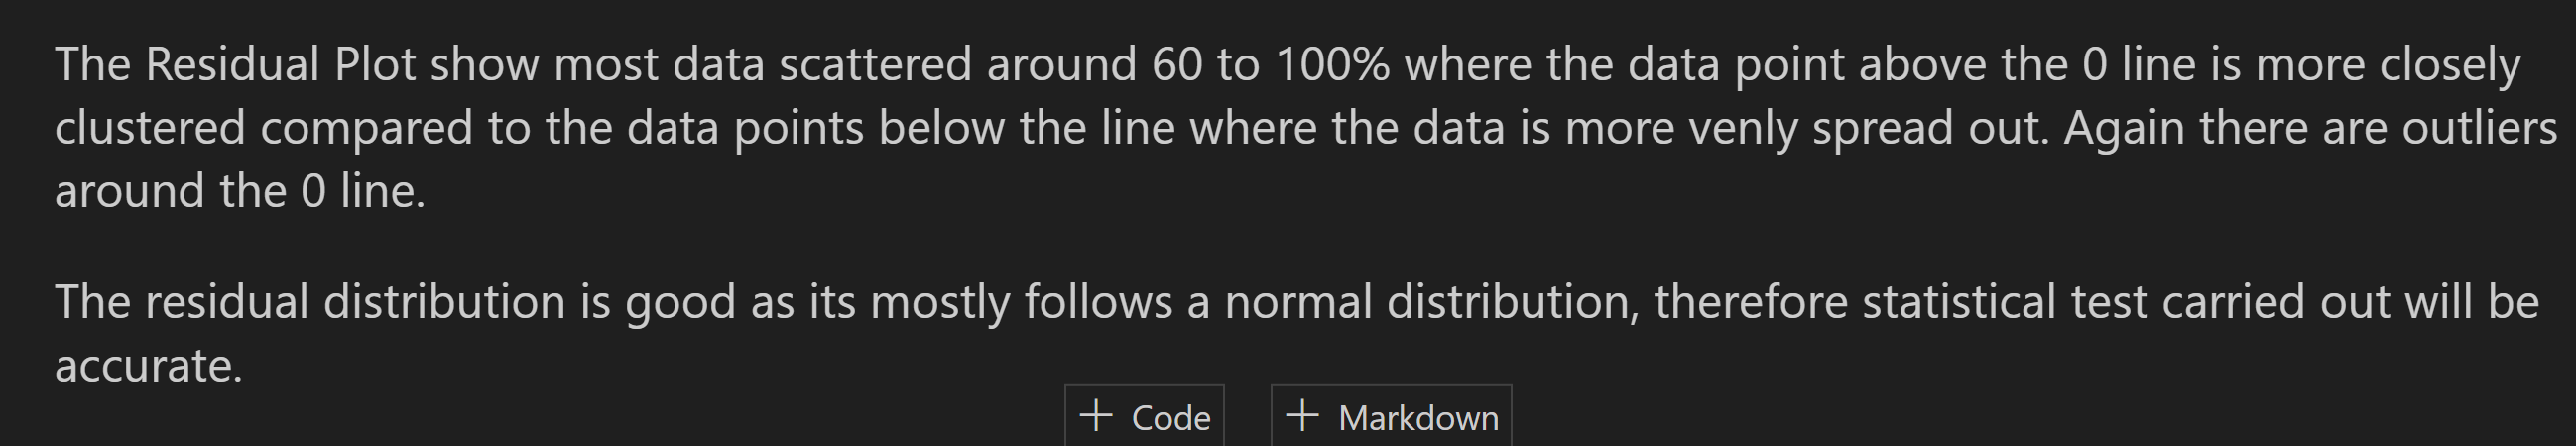 The Residual Plot show most data scattered around 60 to 100% where the data point above the 0 line is more closely
clustered compared to the data points below the line where the data is more venly spread out. Again there are outliers
around the 0 line.
The residual distribution is good as its mostly follows a normal distribution, therefore statistical test carried out will be
accurate.
+ Code + Markdown